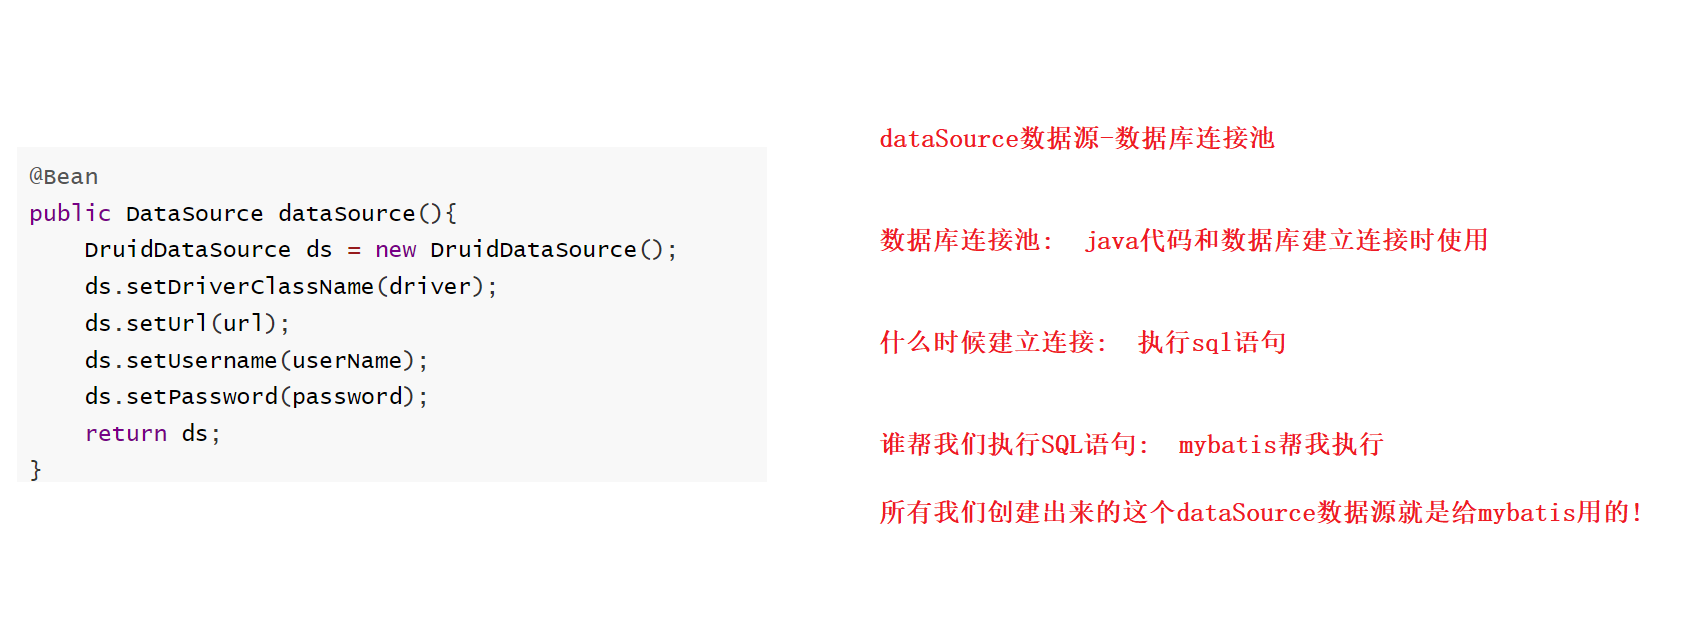 @Bean
public DataSource dataSource(){
    DruidDataSource ds = new DruidDataSource();
    ds.setDriverClassName(driver);
    ds.setUrl(url);
    ds.setUsername(userName);
    ds.setPassword(password);
    return ds;
}
dataSource数据源-数据库连接池
数据库连接池: java代码和数据库建立连接时使用
什么时候建立连接: 执行sql语句
谁帮我们执行SQL语句: mybatis帮我执行
所有我们创建出来的这个dataSource数据源就是给mybatis用的!